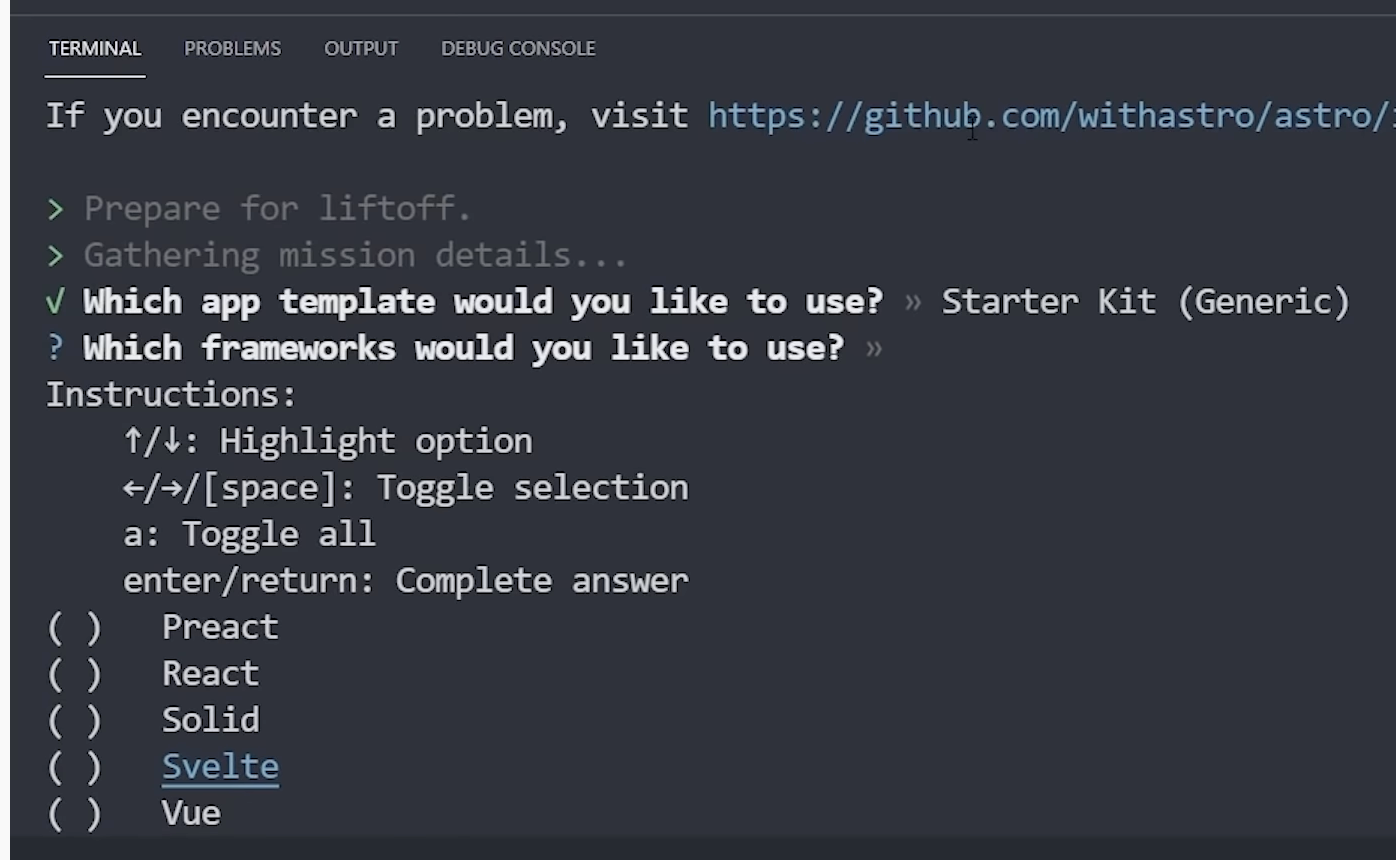 TERMINAL PROBLEMS OUTPUT DEBUG CONSOLE
If you encounter a problem, visit https://github.com/withastro/astro/
> Prepare for liftoff.
> Gathering mission details...
√ Which app template would you like to use? » Starter Kit (Generic)
? Which frameworks would you like to use? »
Instructions:
↑/↓: Highlight option
←/→/[space]: Toggle selection
a: Toggle all
enter/return: Complete answer
( ) Preact
( ) React
( ) Solid
( ) Svelte
( ) Vue